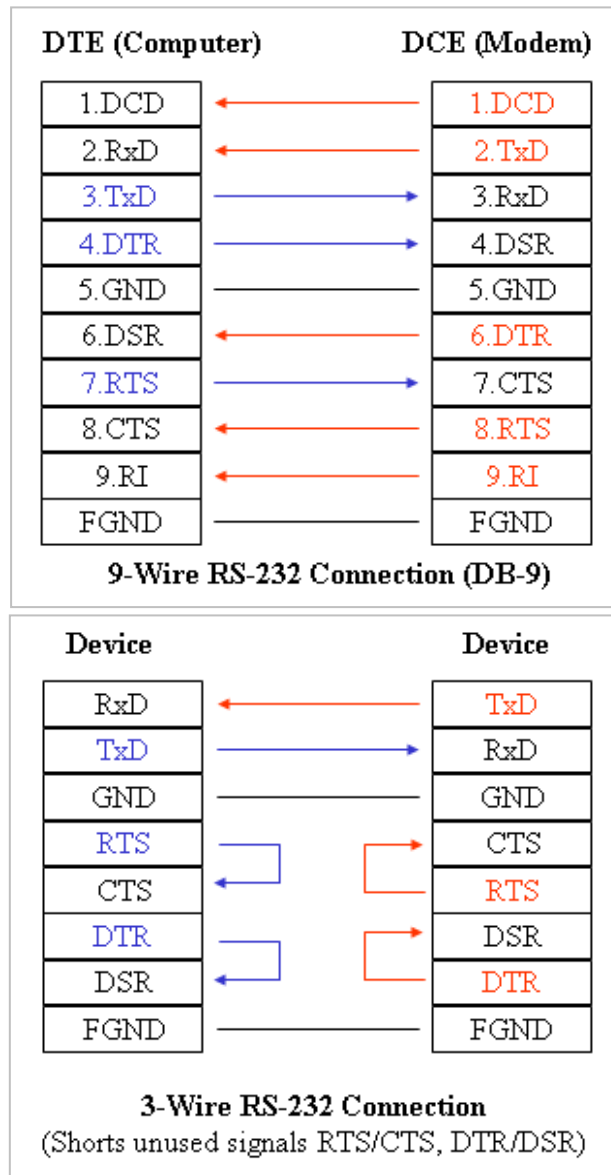 DTE (Computer) DCE (Modem)
1.DCD 1.DCD
2.RxD 2.TxD
3.TxD 3.RxD
4.DTR 4.DSR
5.GND 5.GND
6.DSR 6.DTR
7.RTS 7.CTS
8.CTS 8.RTS
9.RI 9.RI
FGND FGND
9-Wire RS-232 Connection (DB-9)
Device Device
RxD TxD
TxD RxD
GND GND
RTS CTS
CTS RTS
DTR DSR
DSR DTR
FGND FGND
3-Wire RS-232 Connection
(Shorts unused signals RTS/CTS, DTR/DSR)